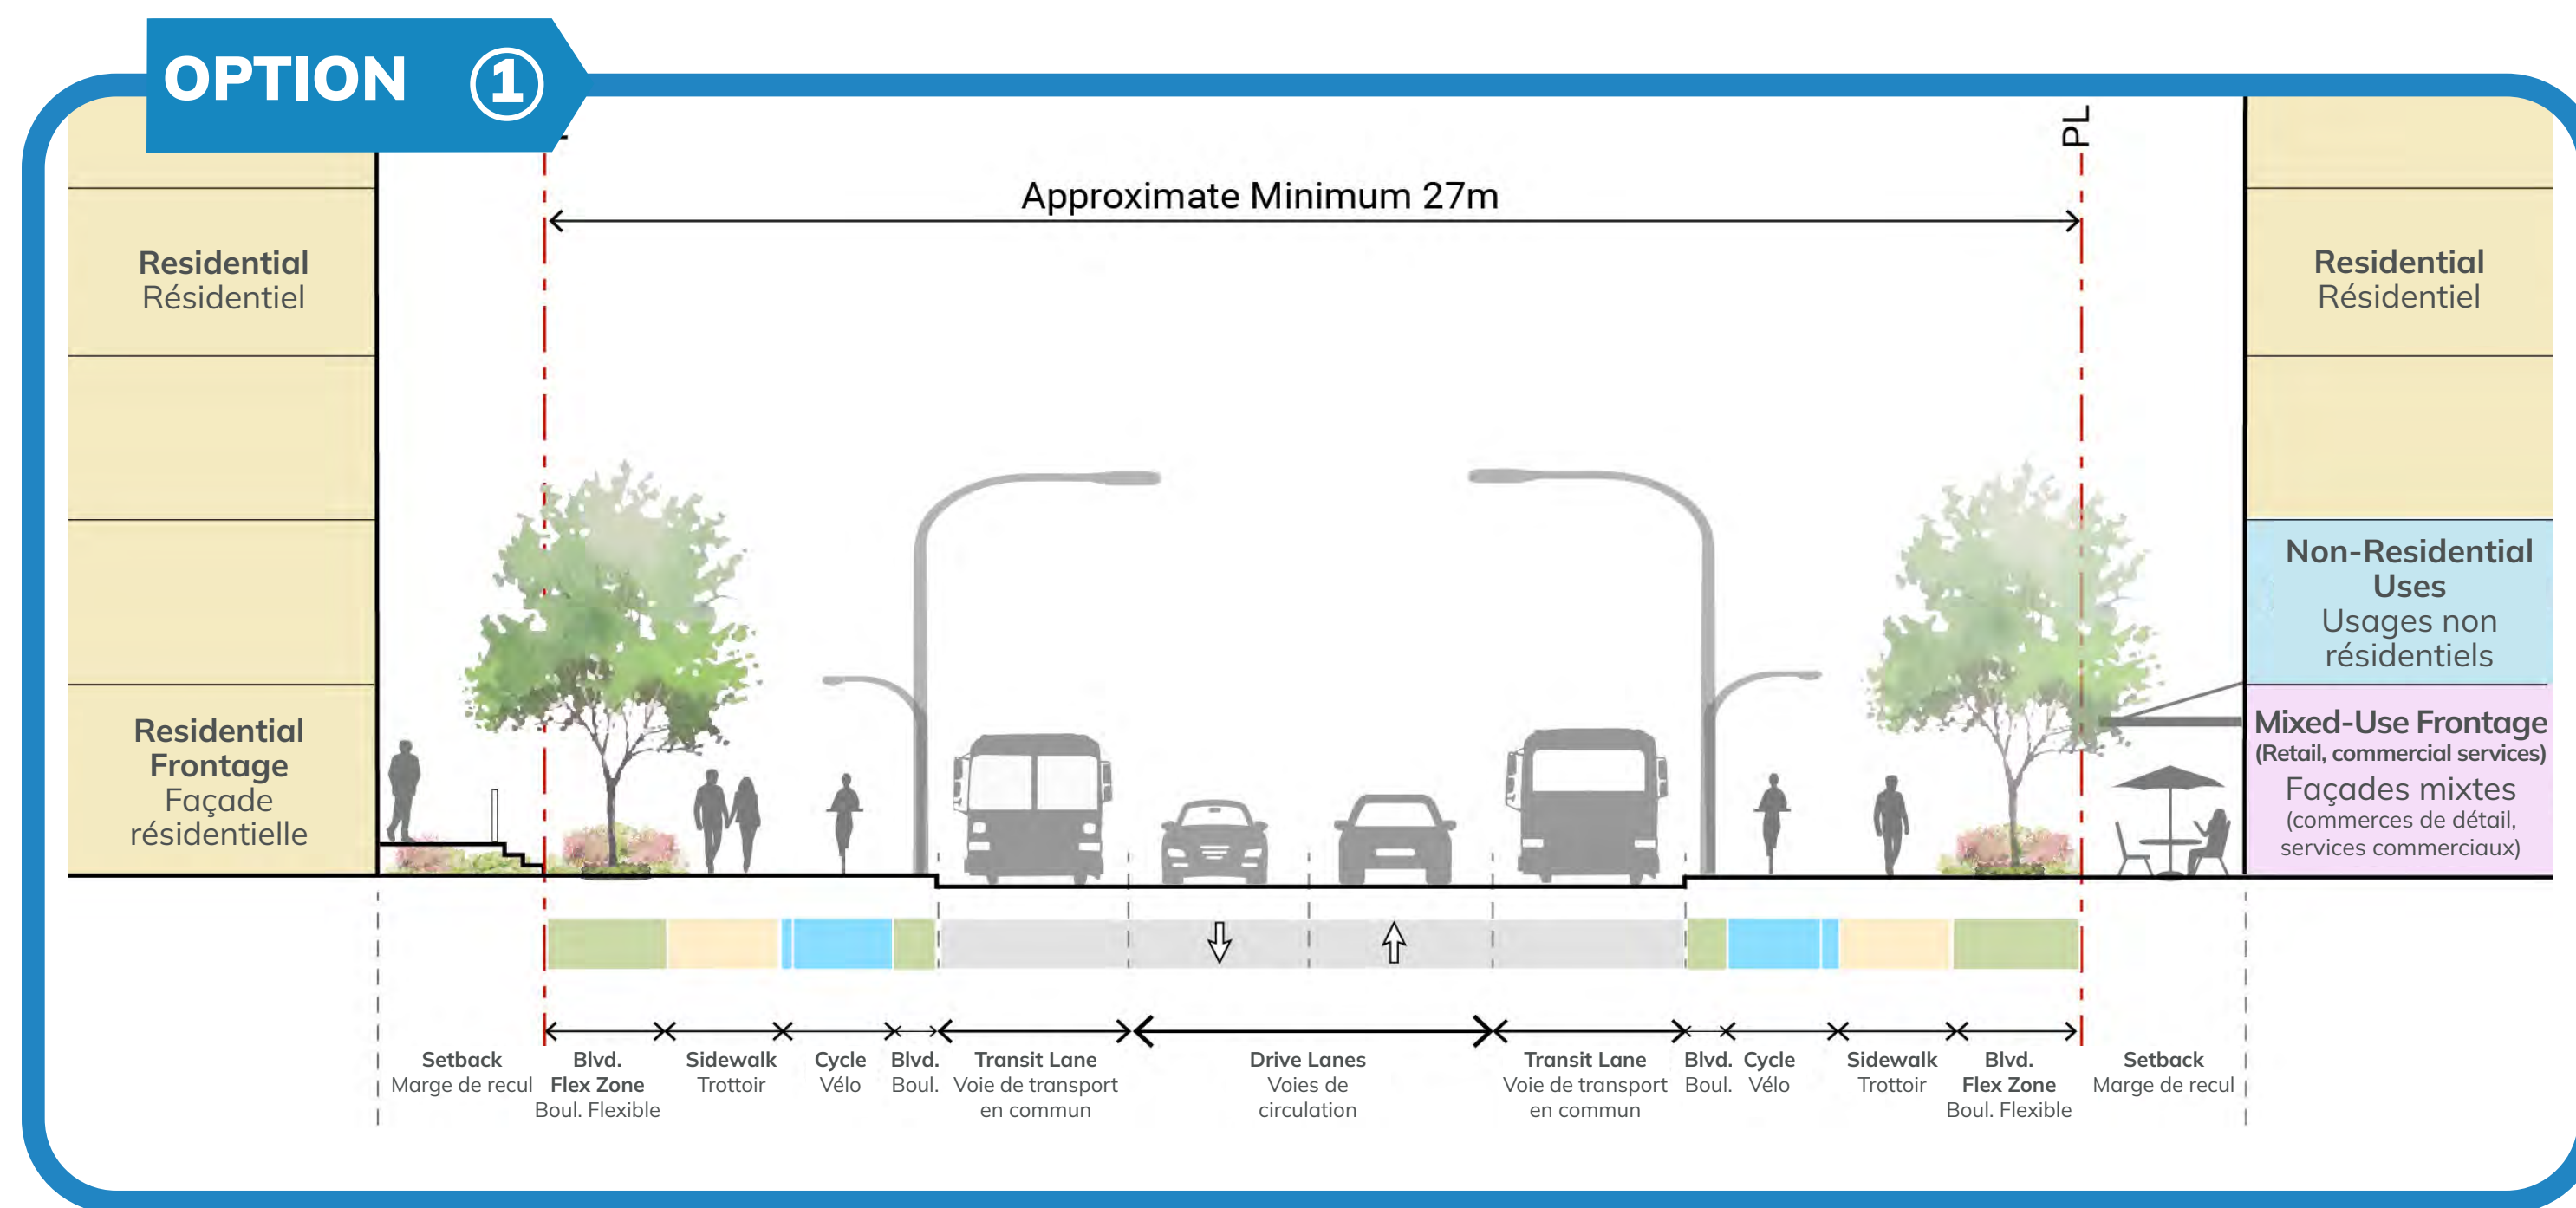 OPTION ①
PL
Approximate Minimum 27m
Residential
Résidentiel
Residential
Frontage
Façade
résidentielle
Residential
Résidentiel
Non-Residential
Uses
Usages non
résidentiels
Mixed-Use Frontage
(Retail, commercial services)
Façades mixtes
(commerces de détail,
services commerciaux)
Setback
Marge de recul
Blvd.
Flex Zone
Boul. Flexible
Sidewalk
Trottoir
Cycle
Vélo
Blvd.
Boul.
Transit Lane
Voie de transport
en commun
Drive Lanes
Voies de
circulation
Transit Lane
Voie de transport
en commun
Blvd.
Boul.
Cycle
Vélo
Sidewalk
Trottoir
Blvd.
Flex Zone
Boul. Flexible
Setback
Marge de recul